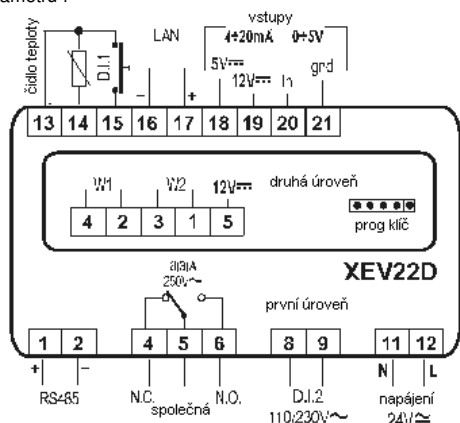 vstupy
LAN 4÷20mA 0÷5V
čidlo teploty
D.I.1
5V
12V In grd
– +
13 14 15 16 17 18 19 20 21
W1 W2 12V druhá úroveň
4 2 3 1 5
prog klíč
XEV22D
250V~
první úroveň
1 2 4 5 6 8 9 11 12
+ – N L
RS485 N.C. společná N.O. D.I.2 napájení
110/230V~ 24V≂